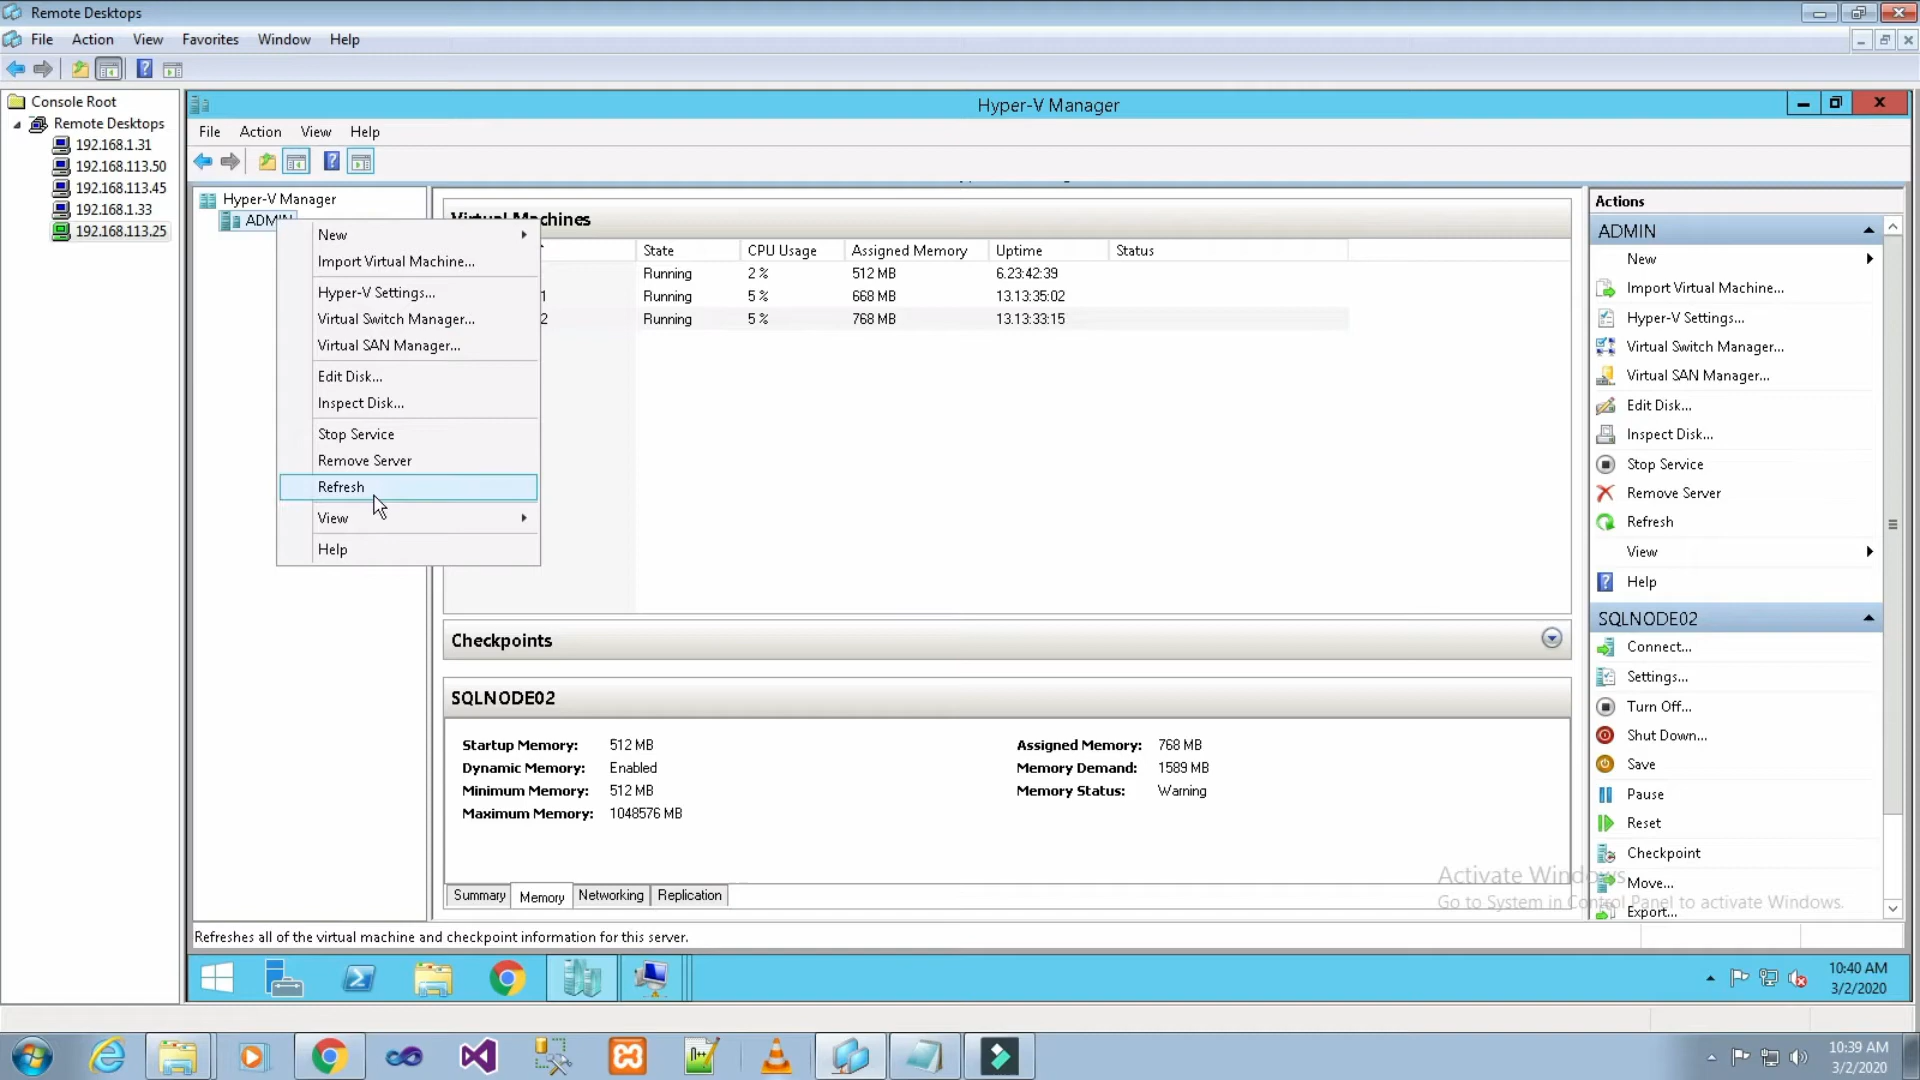 Remote Desktops
File Action View Favorites Window Help
Console Root
Remote Desktops
192.168.1.31
192.168.113.50
192.168.113.45
192.168.1.33
192.168.113.25
Hyper-V Manager
File Action View Help
Hyper-V Manager
ADMIN
New
Import Virtual Machine...
Hyper-V Settings...
Virtual Switch Manager...
Virtual SAN Manager...
Edit Disk...
Inspect Disk...
Stop Service
Remove Server
Refresh
View
Help
Virtual Machines
State CPU Usage Assigned Memory Uptime Status
Running 2 % 512 MB 6.23:42:39
1 Running 5 % 668 MB 13.13:35:02
2 Running 5 % 768 MB 13.13:33:15
Checkpoints
SQLNODE02
Startup Memory: 512 MB
Dynamic Memory: Enabled
Minimum Memory: 512 MB
Maximum Memory: 1048576 MB
Assigned Memory: 768 MB
Memory Demand: 1589 MB
Memory Status: Warning
Summary Memory Networking Replication
Actions
ADMIN
New
Import Virtual Machine...
Hyper-V Settings...
Virtual Switch Manager...
Virtual SAN Manager...
Edit Disk...
Inspect Disk...
Stop Service
Remove Server
Refresh
View
Help
SQLNODE02
Connect...
Settings...
Turn Off...
Shut Down...
Save
Pause
Reset
Checkpoint
Move...
Export...
Activate Windows
Go to System in Control Panel to activate Windows.
Refreshes all of the virtual machine and checkpoint information for this server.
10:40 AM
3/2/2020
10:39 AM
3/2/2020